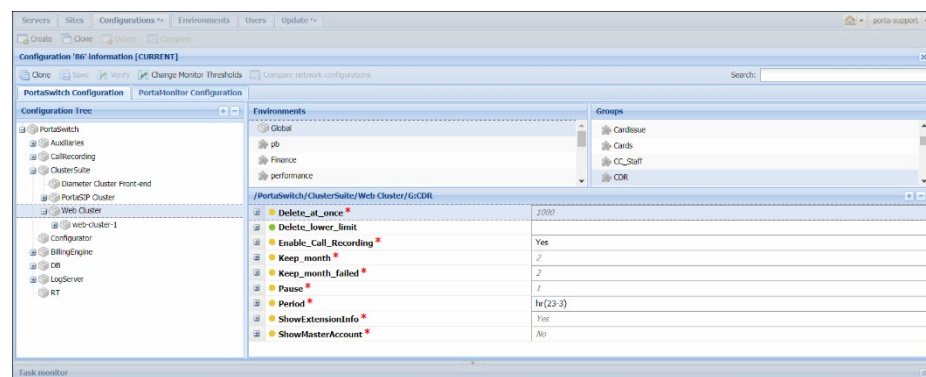 Servers Sites Configurations Environments Users Update porta-support
Create Clone Delete Compare
Configuration '86' information [CURRENT]
Clone Save Verify Change Monitor Thresholds Compare network configurations Search:
PortaSwitch Configuration PortaMonitor Configuration
Configuration Tree
PortaSwitch
Auxiliaries
CallRecording
ClusterSuite
Diameter Cluster Front-end
PortaSIP Cluster
Web Cluster
web-cluster-1
Configurator
BillingEngine
DB
LogServer
RT
Environments
Global
pb
Finance
performance
Groups
Cardissue
Cards
CC_Staff
CDR
/PortaSwitch/ClusterSuite/Web Cluster/G:CDR
Delete_at_once * 1000
Delete_lower_limit
Enable_Call_Recording * Yes
Keep_month * 2
Keep_month_failed * 2
Pause * 1
Period * hr{23-3}
ShowExtensionInfo * Yes
ShowMasterAccount * No
Task monitor